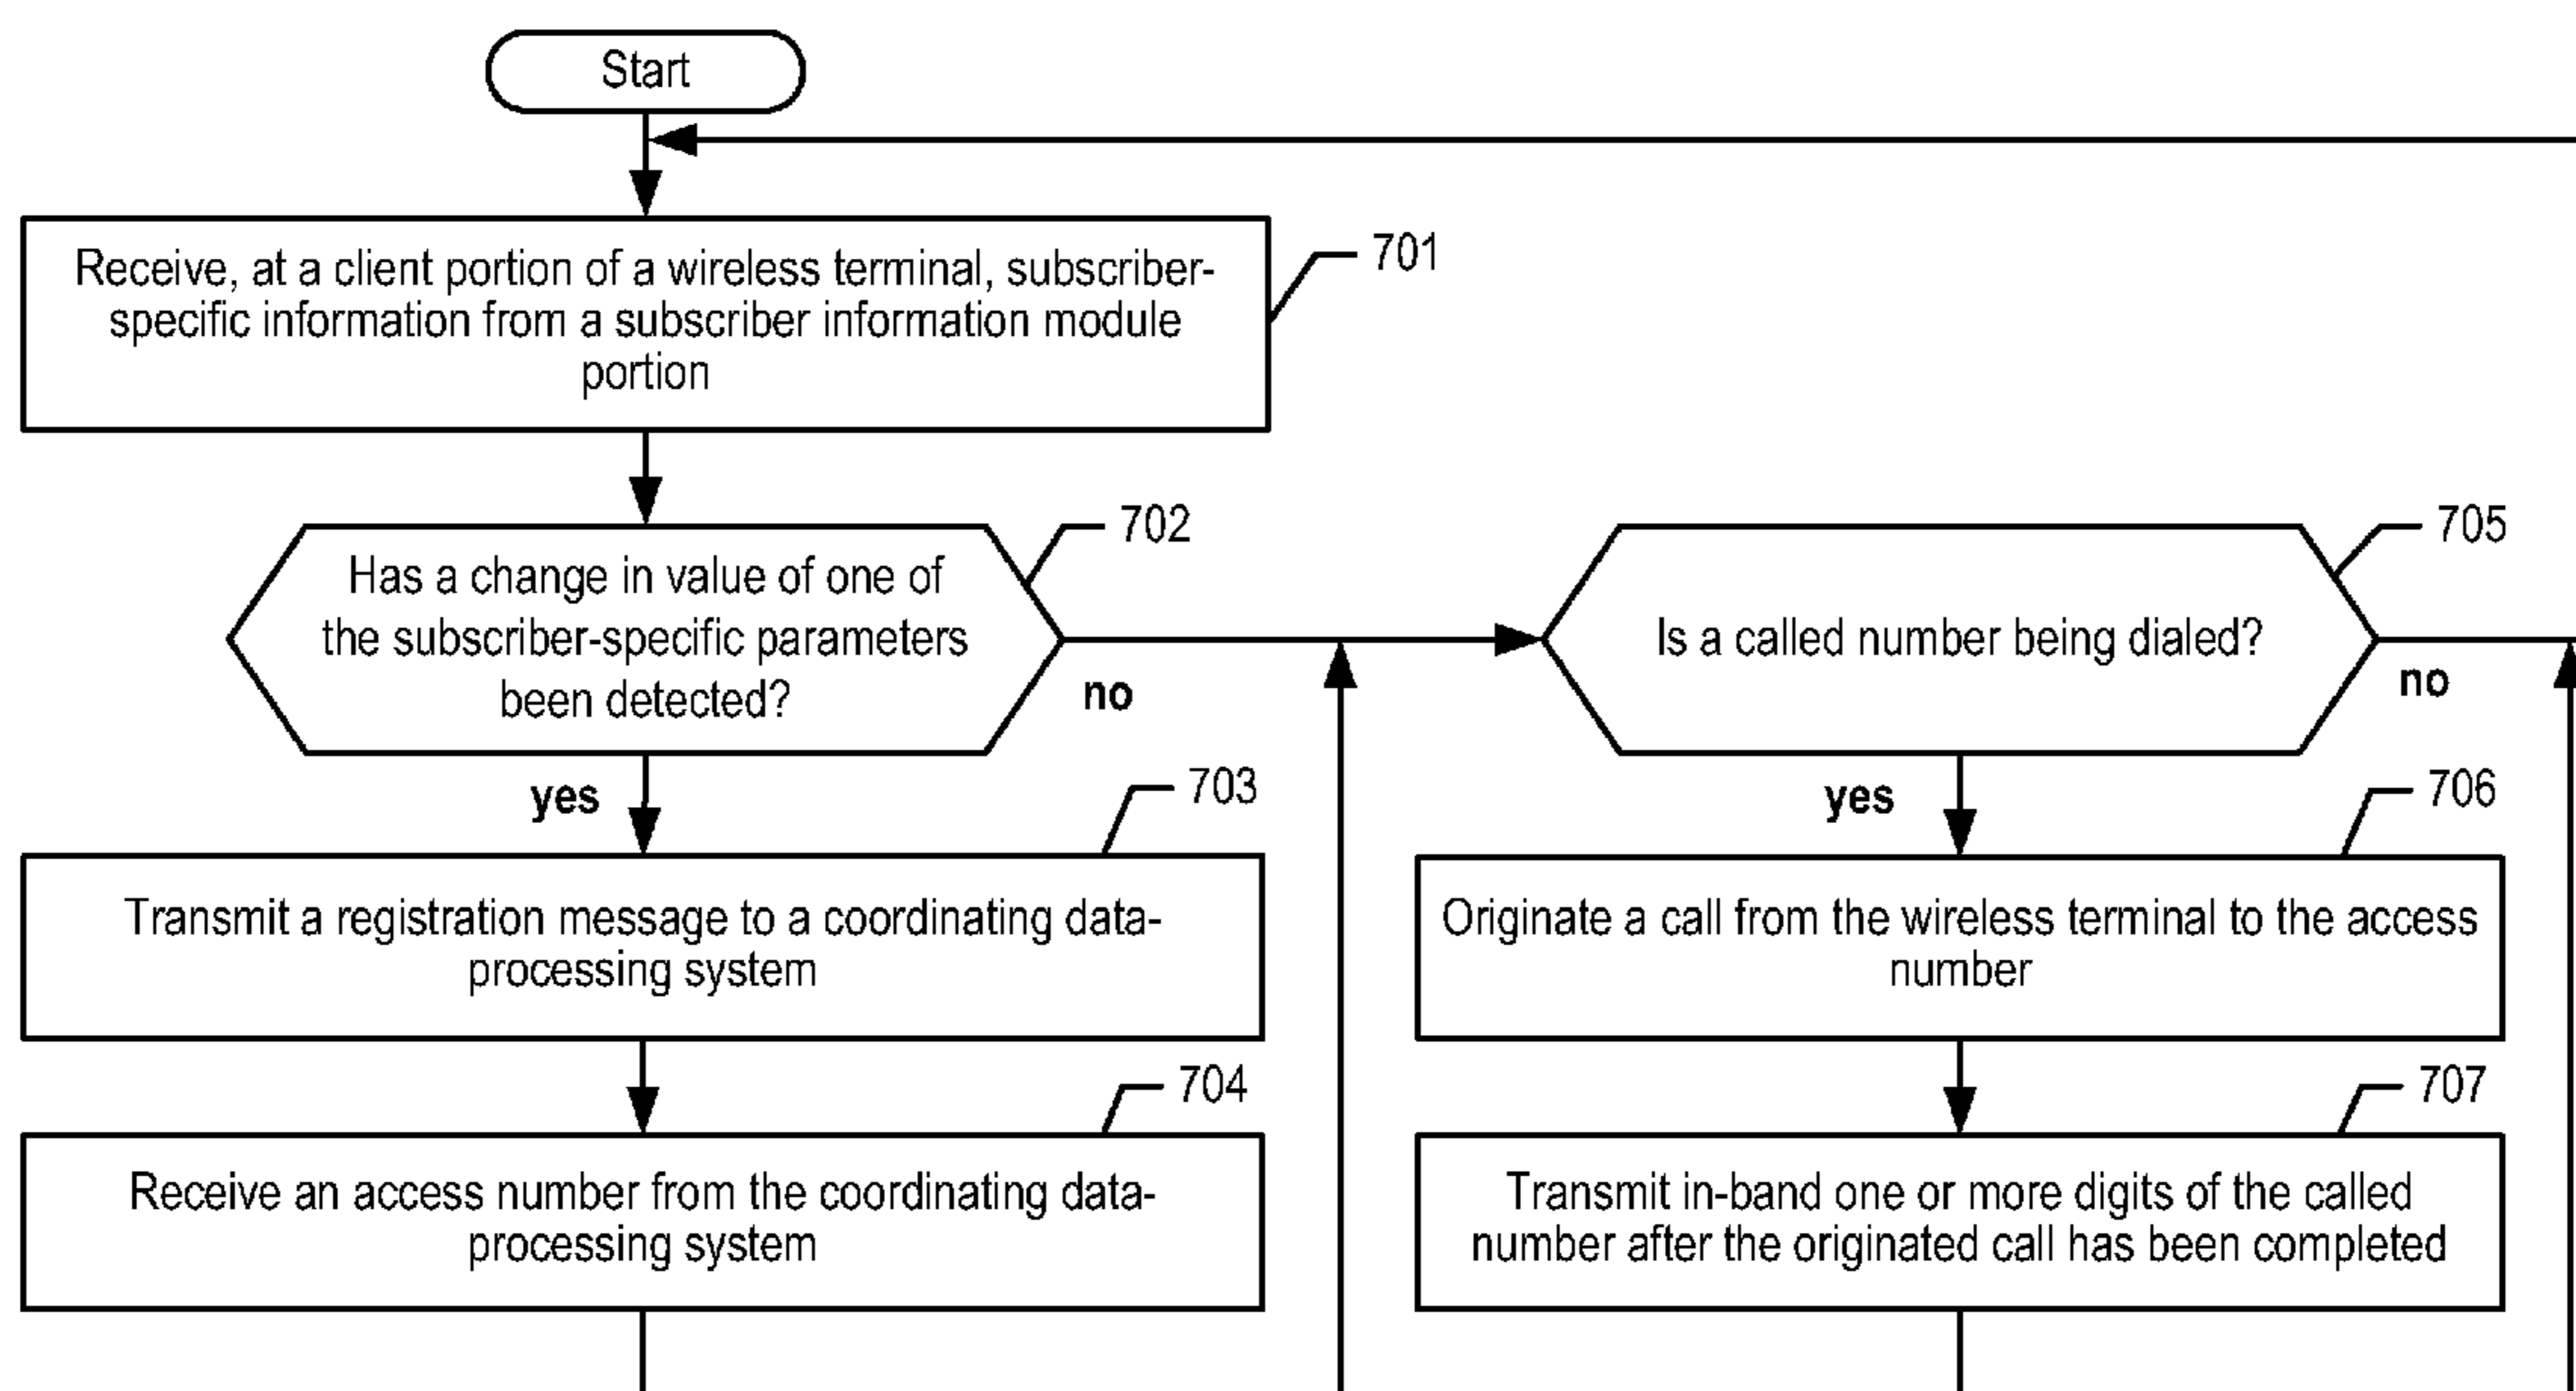 Start
Receive, at a client portion of a wireless terminal, subscriber-
specific information from a subscriber information module
portion
701
Has a change in value of one of
the subscriber-specific parameters
been detected?
702
no
yes
703
Transmit a registration message to a coordinating data-
processing system
704
Receive an access number from the coordinating data-
processing system
705
Is a called number being dialed?
no
yes
706
Originate a call from the wireless terminal to the access
number
707
Transmit in-band one or more digits of the called
number after the originated call has been completed